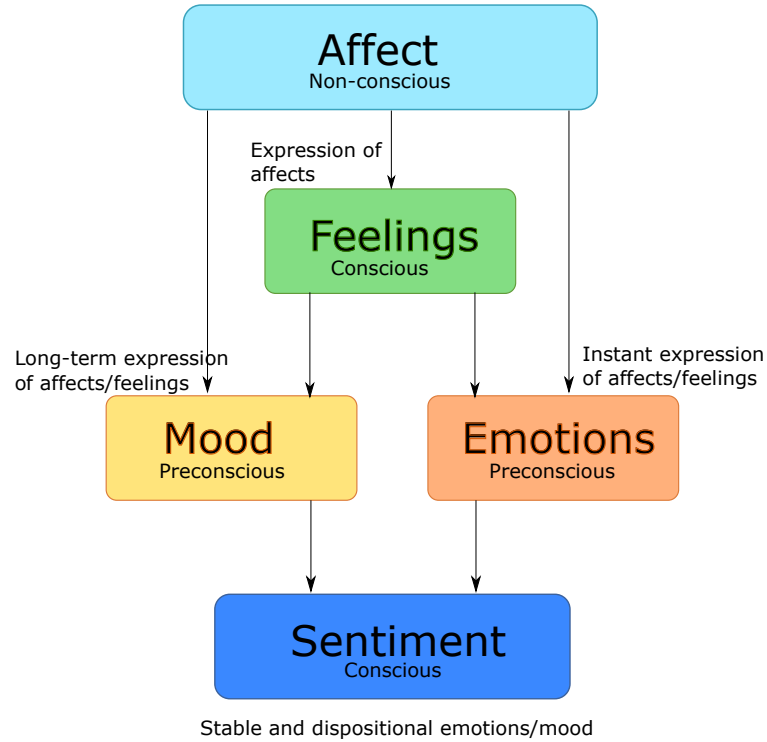 Affect
Non-conscious
Expression of
affects
Feelings
Conscious
Long-term expression
of affects/feelings
Instant expression
of affects/feelings
Mood
Preconscious
Emotions
Preconscious
Sentiment
Conscious
Stable and dispositional emotions/mood